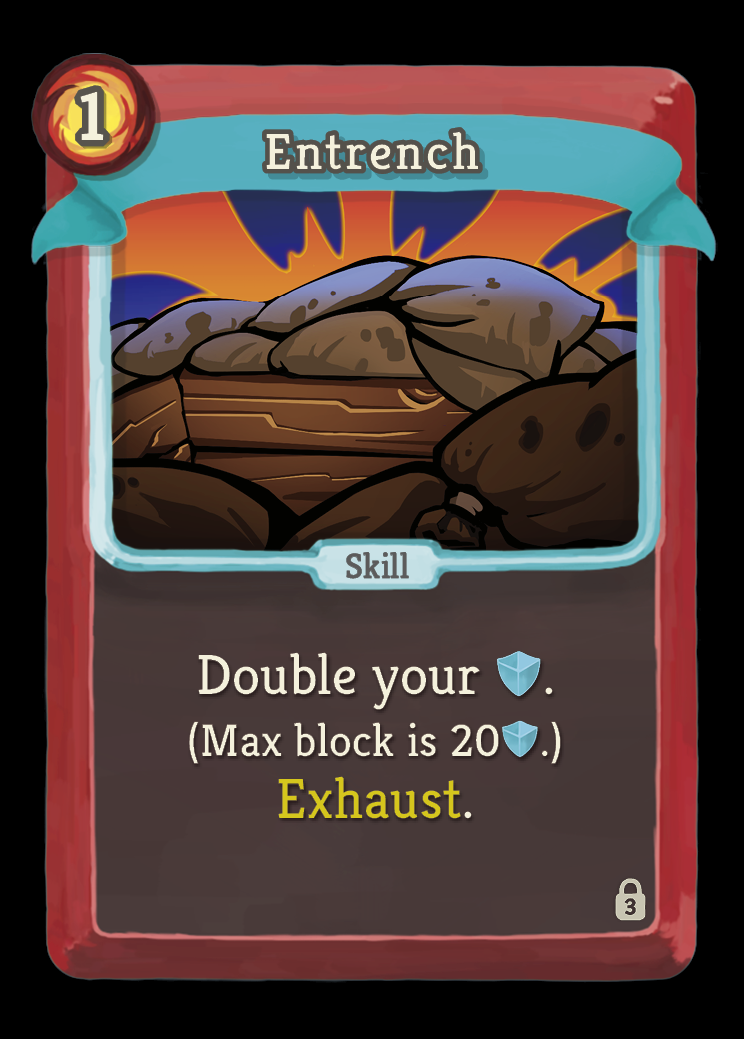 1
Entrench
Skill
Double your .
(Max block is 20.)
Exhaust.
3